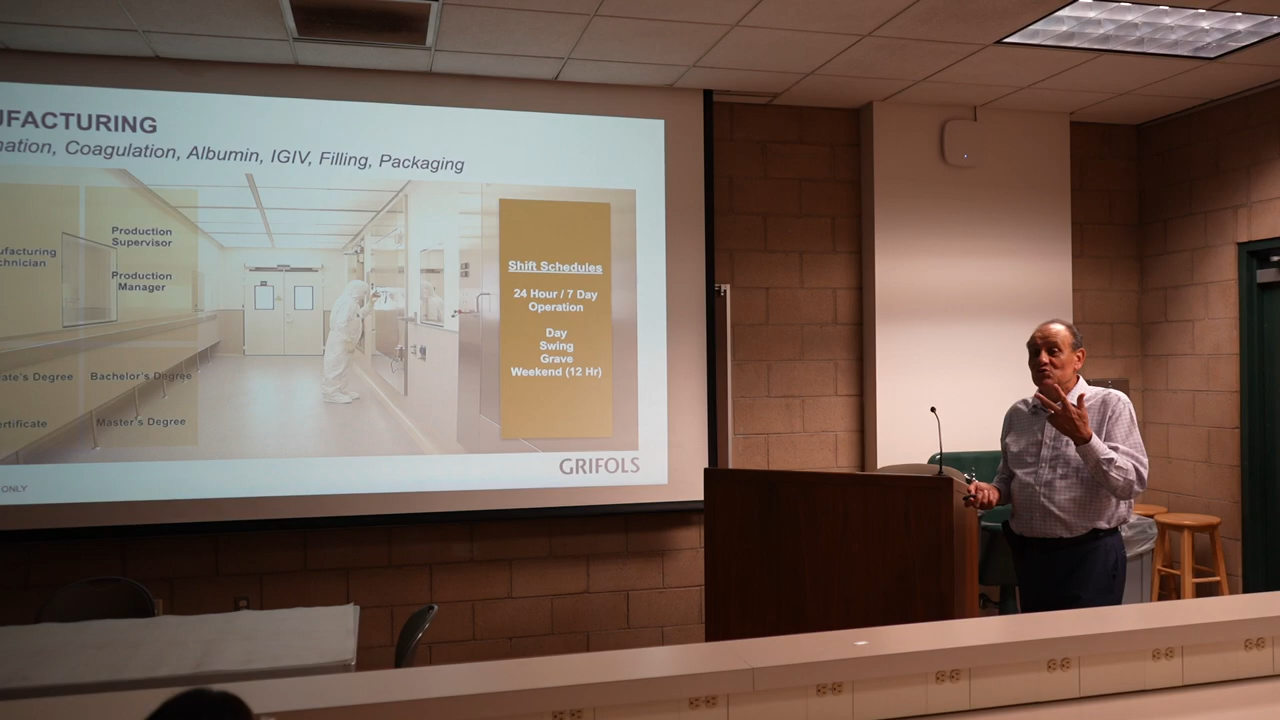 UFACTURING
nation, Coagulation, Albumin, IGIV, Filling, Packaging
Production
Supervisor
ufacturing
chnician
Production
Manager
ate's Degree
Bachelor's Degree
ertificate
Master's Degree
Shift Schedules
24 Hour / 7 Day
Operation
Day
Swing
Grave
Weekend (12 Hr)
GRIFOLS
ONLY